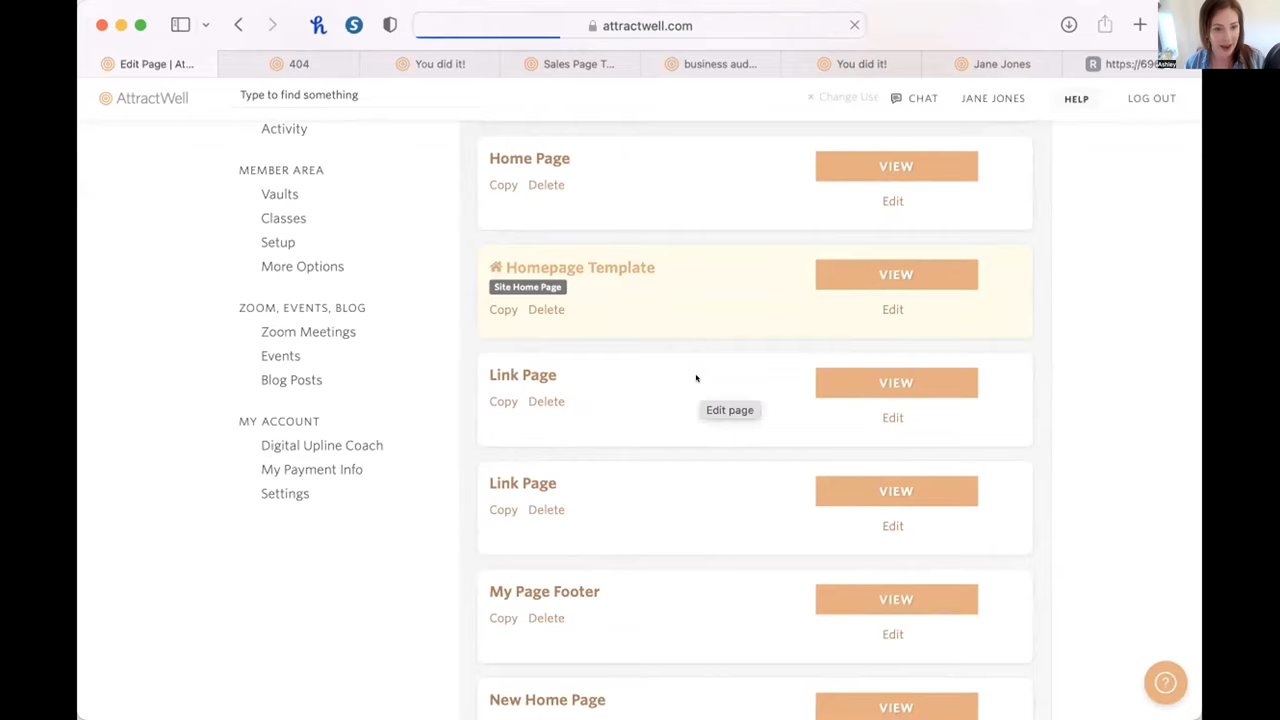 attractwell.com
Edit Page | At...
404
You did it!
Sales Page T...
business aud...
You did it!
Jane Jones
R
https://69
Ashley
AttractWell
Type to find something
× Change Use
CHAT
JANE JONES
HELP
LOG OUT
Activity
MEMBER AREA
Vaults
Classes
Setup
More Options
ZOOM, EVENTS, BLOG
Zoom Meetings
Events
Blog Posts
MY ACCOUNT
Digital Upline Coach
My Payment Info
Settings
Home Page
Copy Delete
VIEW
Edit
Homepage Template
Site Home Page
Copy Delete
VIEW
Edit
Link Page
Copy Delete
VIEW
Edit
Edit page
Link Page
Copy Delete
VIEW
Edit
My Page Footer
Copy Delete
VIEW
Edit
New Home Page
VIEW